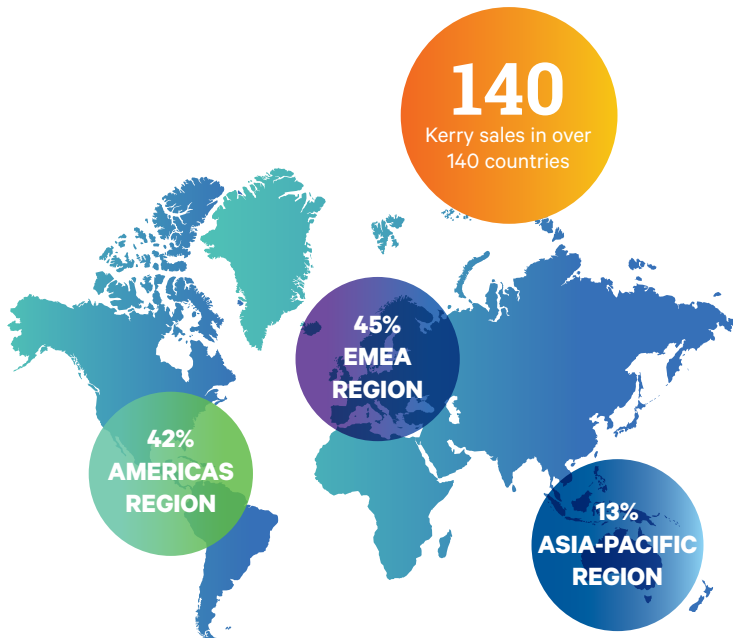 140
Kerry sales in over
140 countries
45%
EMEA
REGION
42%
AMERICAS
REGION
13%
ASIA-PACIFIC
REGION